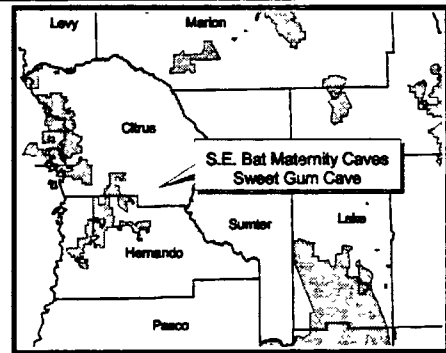 Levy
Marion
Citrus
S.E. Bat Maternity Caves
Sweet Gum Cave
Sumter
Lake
Hernando
Pasco